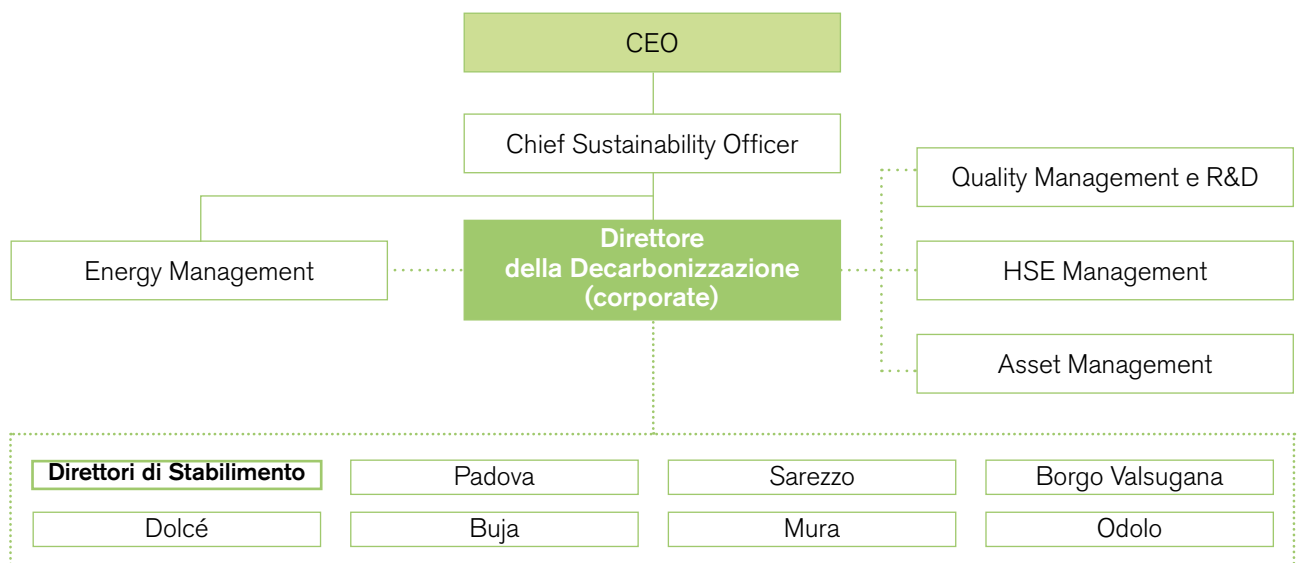 CEO
Chief Sustainability Officer
Quality Management e R&D
Energy Management
Direttore
della Decarbonizzazione
(corporate)
HSE Management
Asset Management
Direttori di Stabilimento
Padova
Sarezzo
Borgo Valsugana
Dolcé
Buja
Mura
Odolo